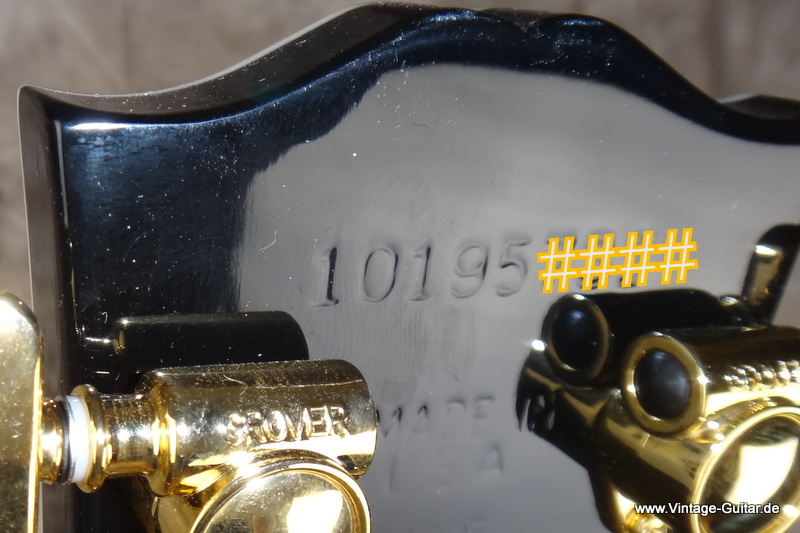 10195####
GROVER
MADE IN
USA
www.Vintage-Guitar.de